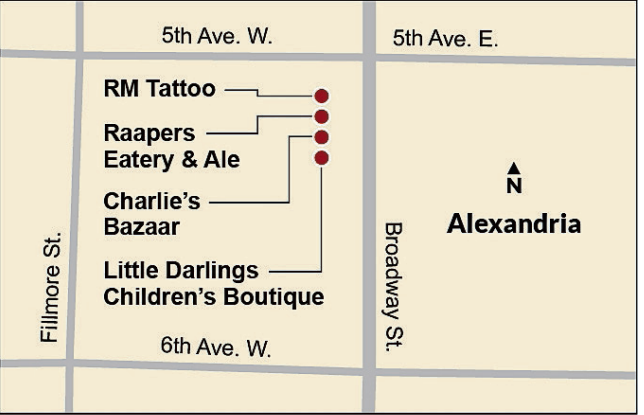 5th Ave. W.
5th Ave. E.
RM Tattoo
Raapers
Eatery & Ale
Charlie's
Bazaar
Little Darlings
Children's Boutique
N
Alexandria
Fillmore St.
Broadway St.
6th Ave. W.